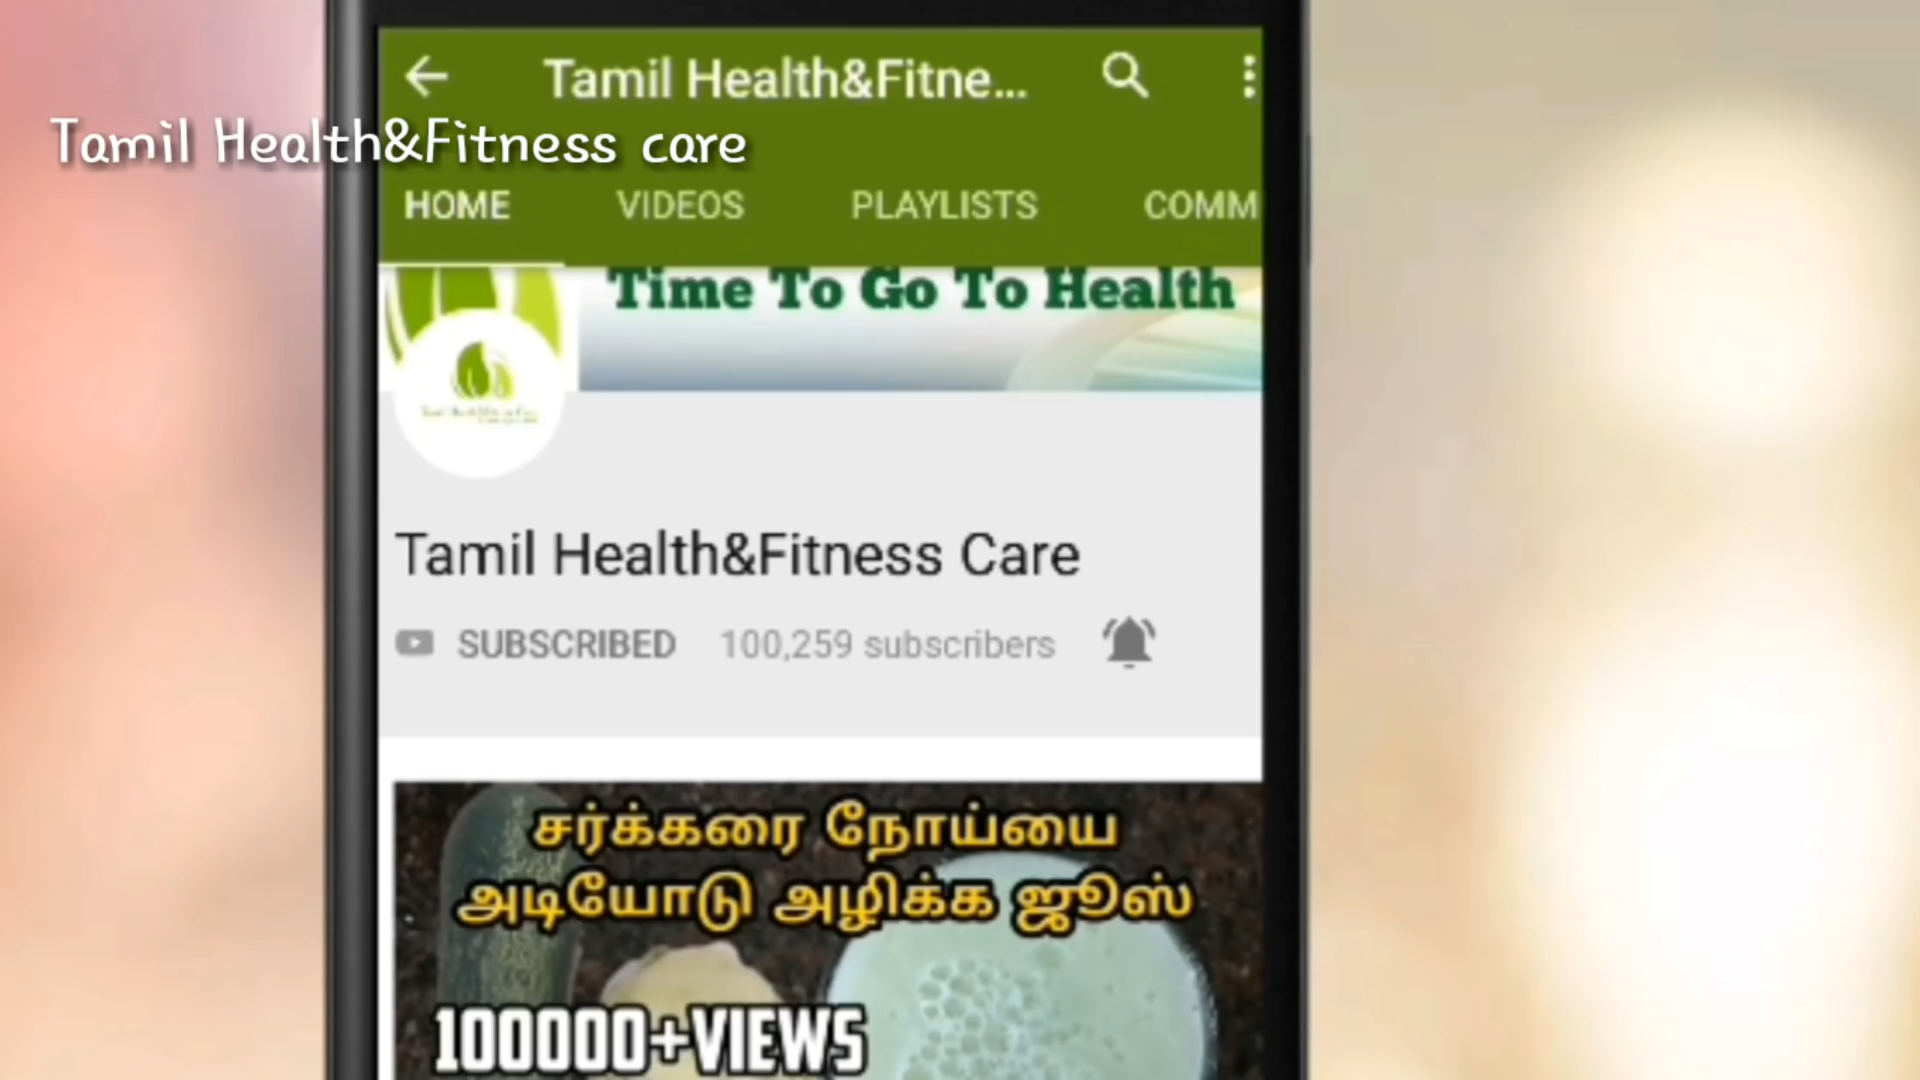 Tamil Health&Fitne...
Tamil Health&Fitness care
HOME VIDEOS PLAYLISTS COMM
Time To Go To Health
Tamil Health&Fitness Care
SUBSCRIBED 100,259 subscribers
சர்க்கரை நோய்யை
அடியோடு அழிக்க ஜூஸ்
100000+VIEWS